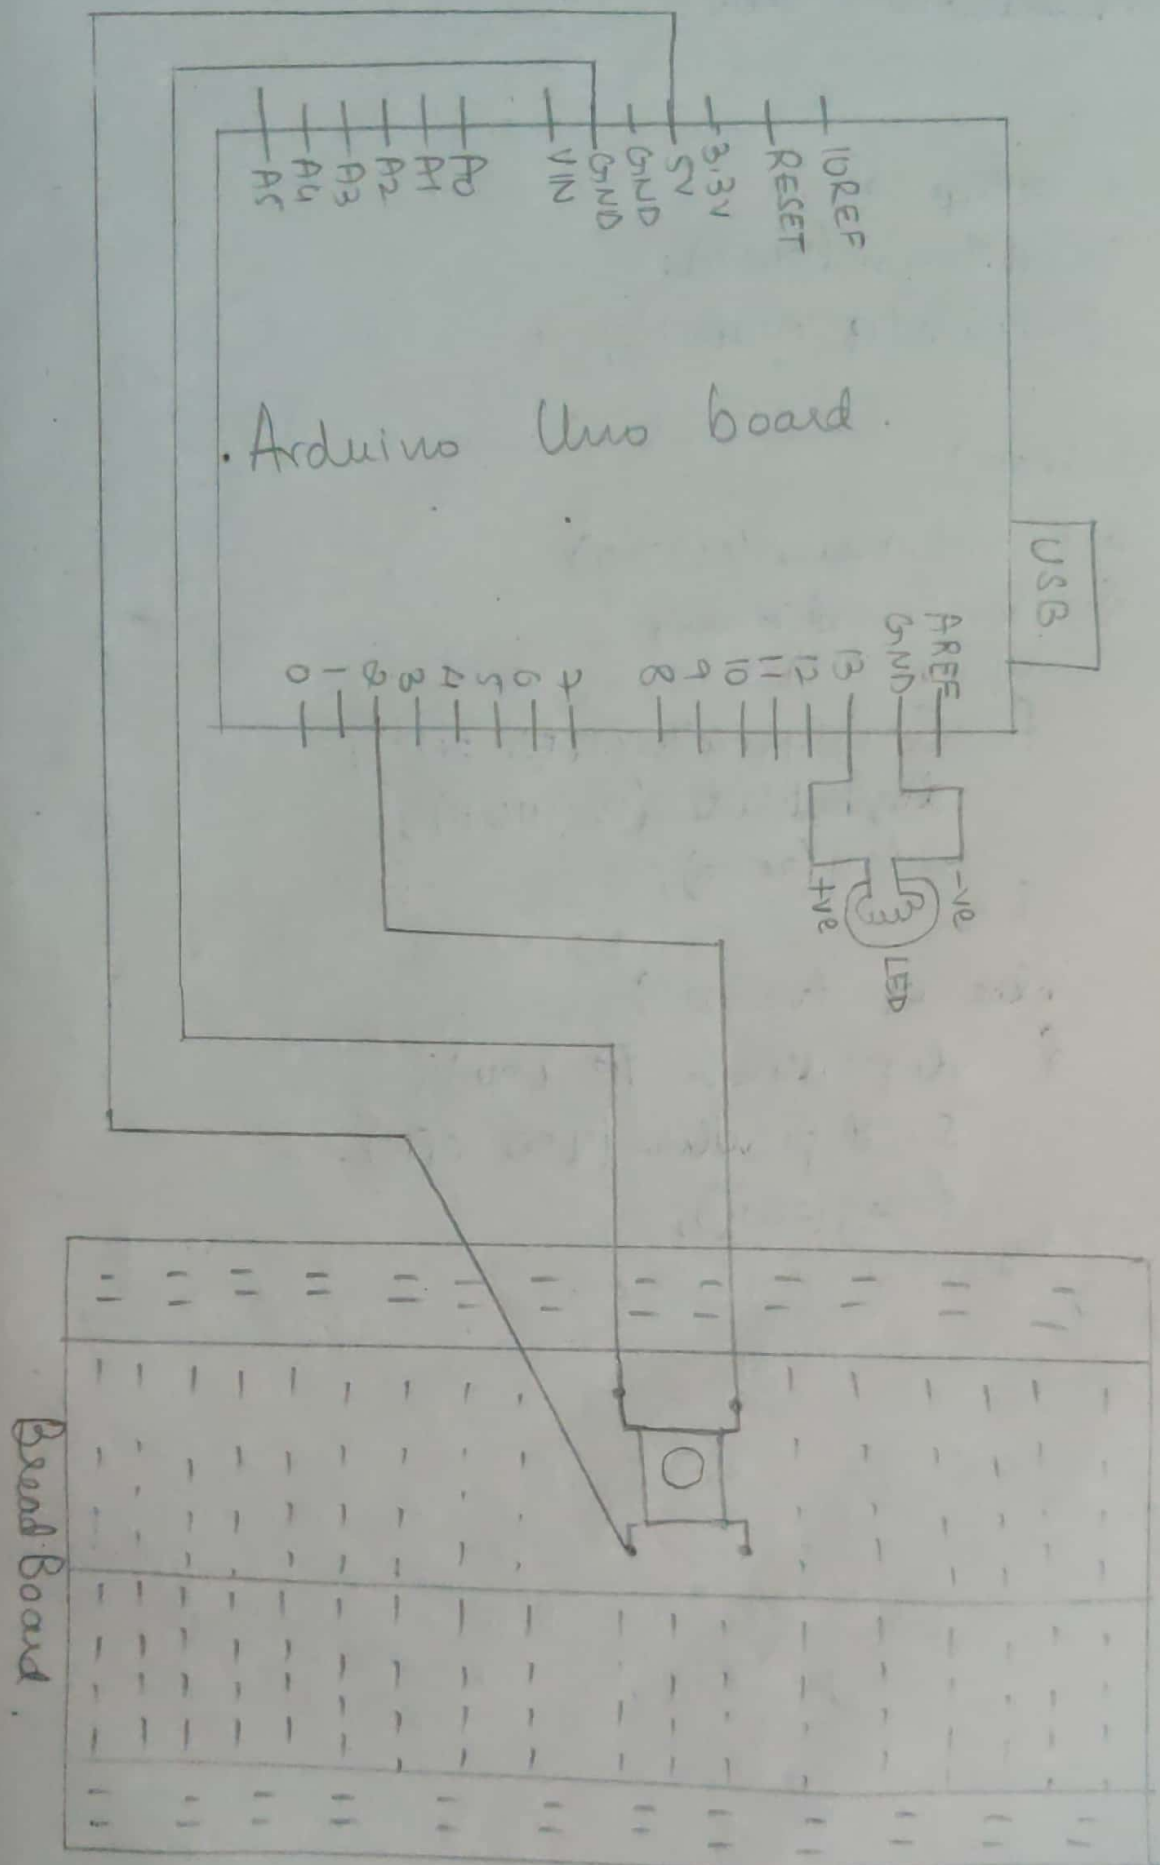 IOREF
RESET
3.3V
5V
GND
GND
VIN
A0
A1
A2
A3
A4
A5
Arduino Uno board.
USB.
AREF
GND
13
12
11
10
9
8
7
6
5
4
3
2
1
0
-ve
+ve
LED
Bread Board.